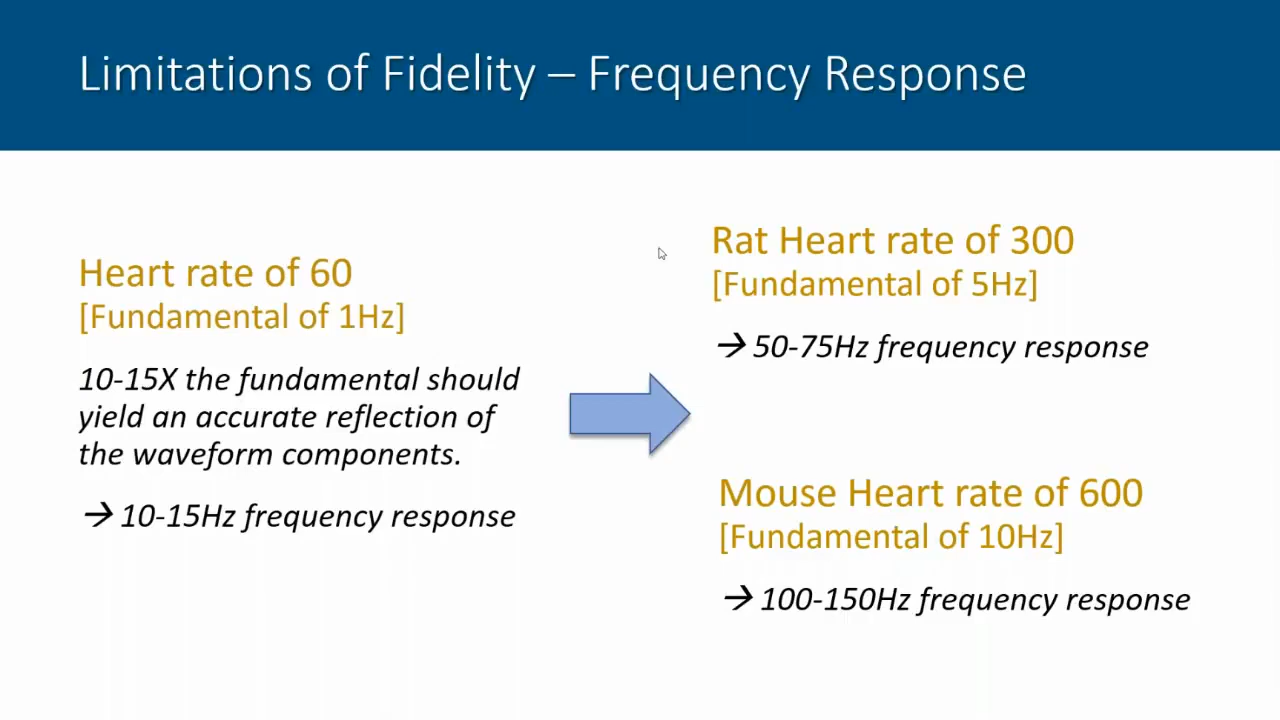 Limitations of Fidelity – Frequency Response
Heart rate of 60
[Fundamental of 1Hz]
10-15X the fundamental should
yield an accurate reflection of
the waveform components.
→ 10-15Hz frequency response
Rat Heart rate of 300
[Fundamental of 5Hz]
→ 50-75Hz frequency response
Mouse Heart rate of 600
[Fundamental of 10Hz]
→ 100-150Hz frequency response